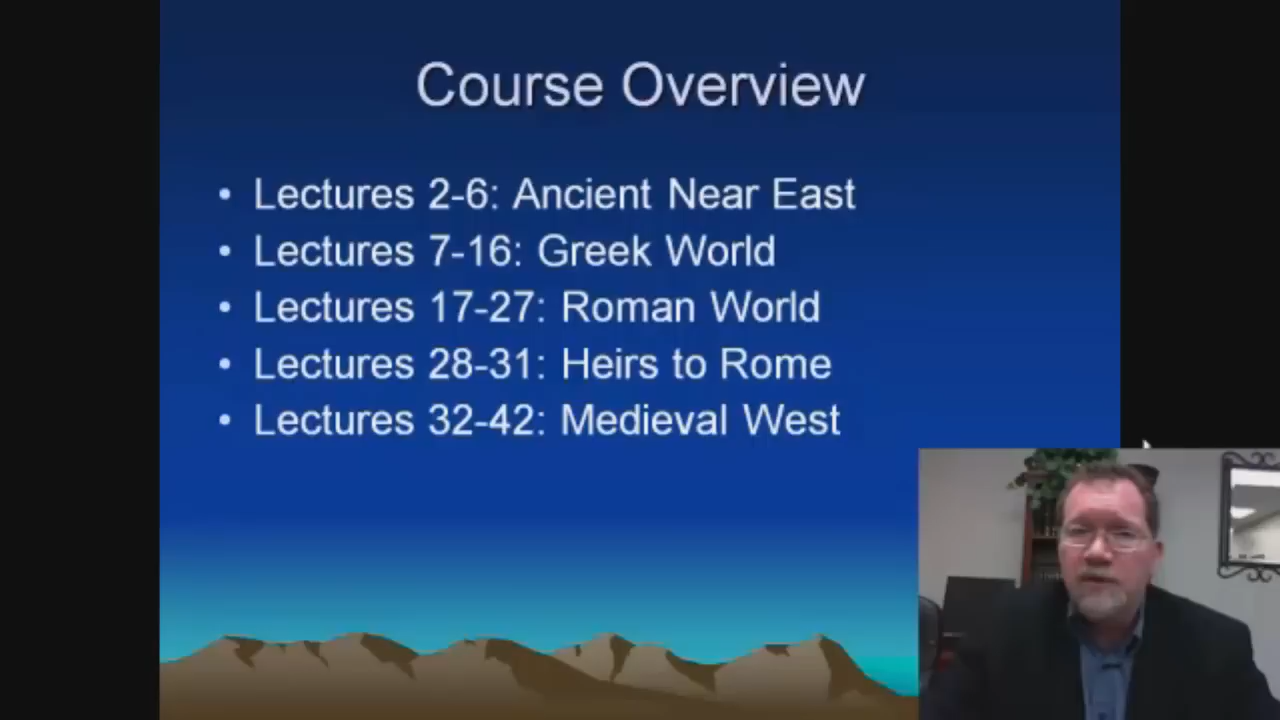 Course Overview
• Lectures 2-6: Ancient Near East
• Lectures 7-16: Greek World
• Lectures 17-27: Roman World
• Lectures 28-31: Heirs to Rome
• Lectures 32-42: Medieval West